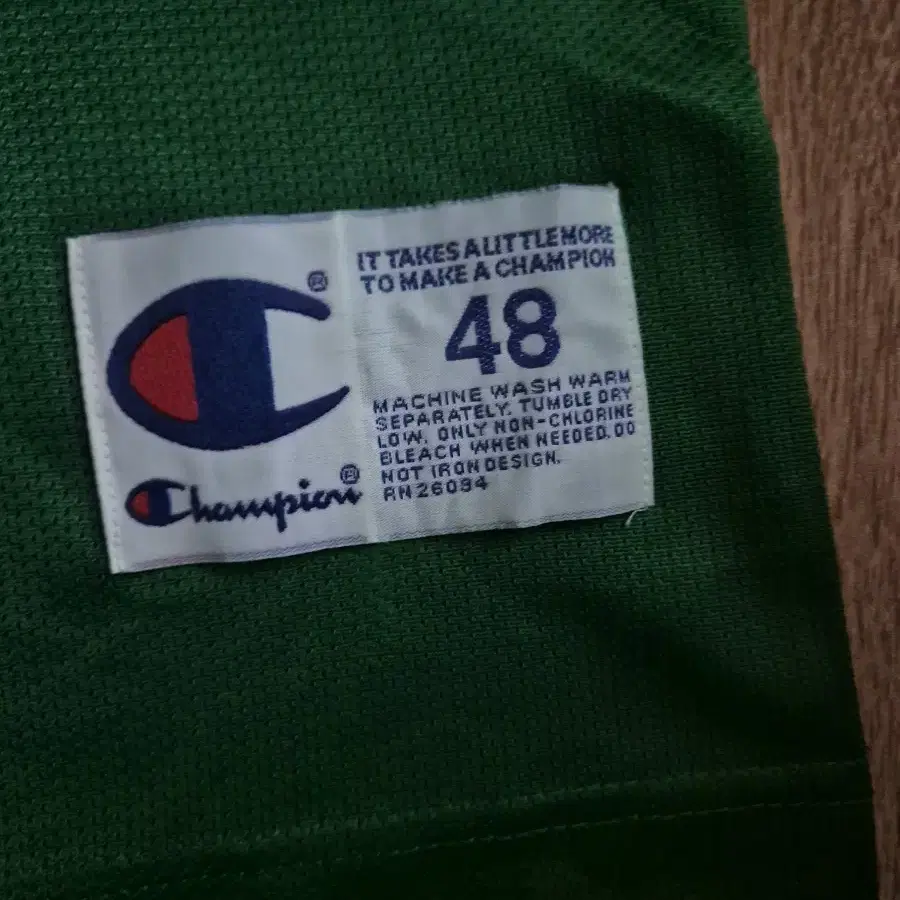 ®
Champion®
IT TAKES A LITTLE MORE
TO MAKE A CHAMPION
48
MACHINE WASH WARM
SEPARATELY. TUMBLE DRY
LOW. ONLY NON-CHLORINE
BLEACH WHEN NEEDED. DO
NOT IRON DESIGN.
RN 26094